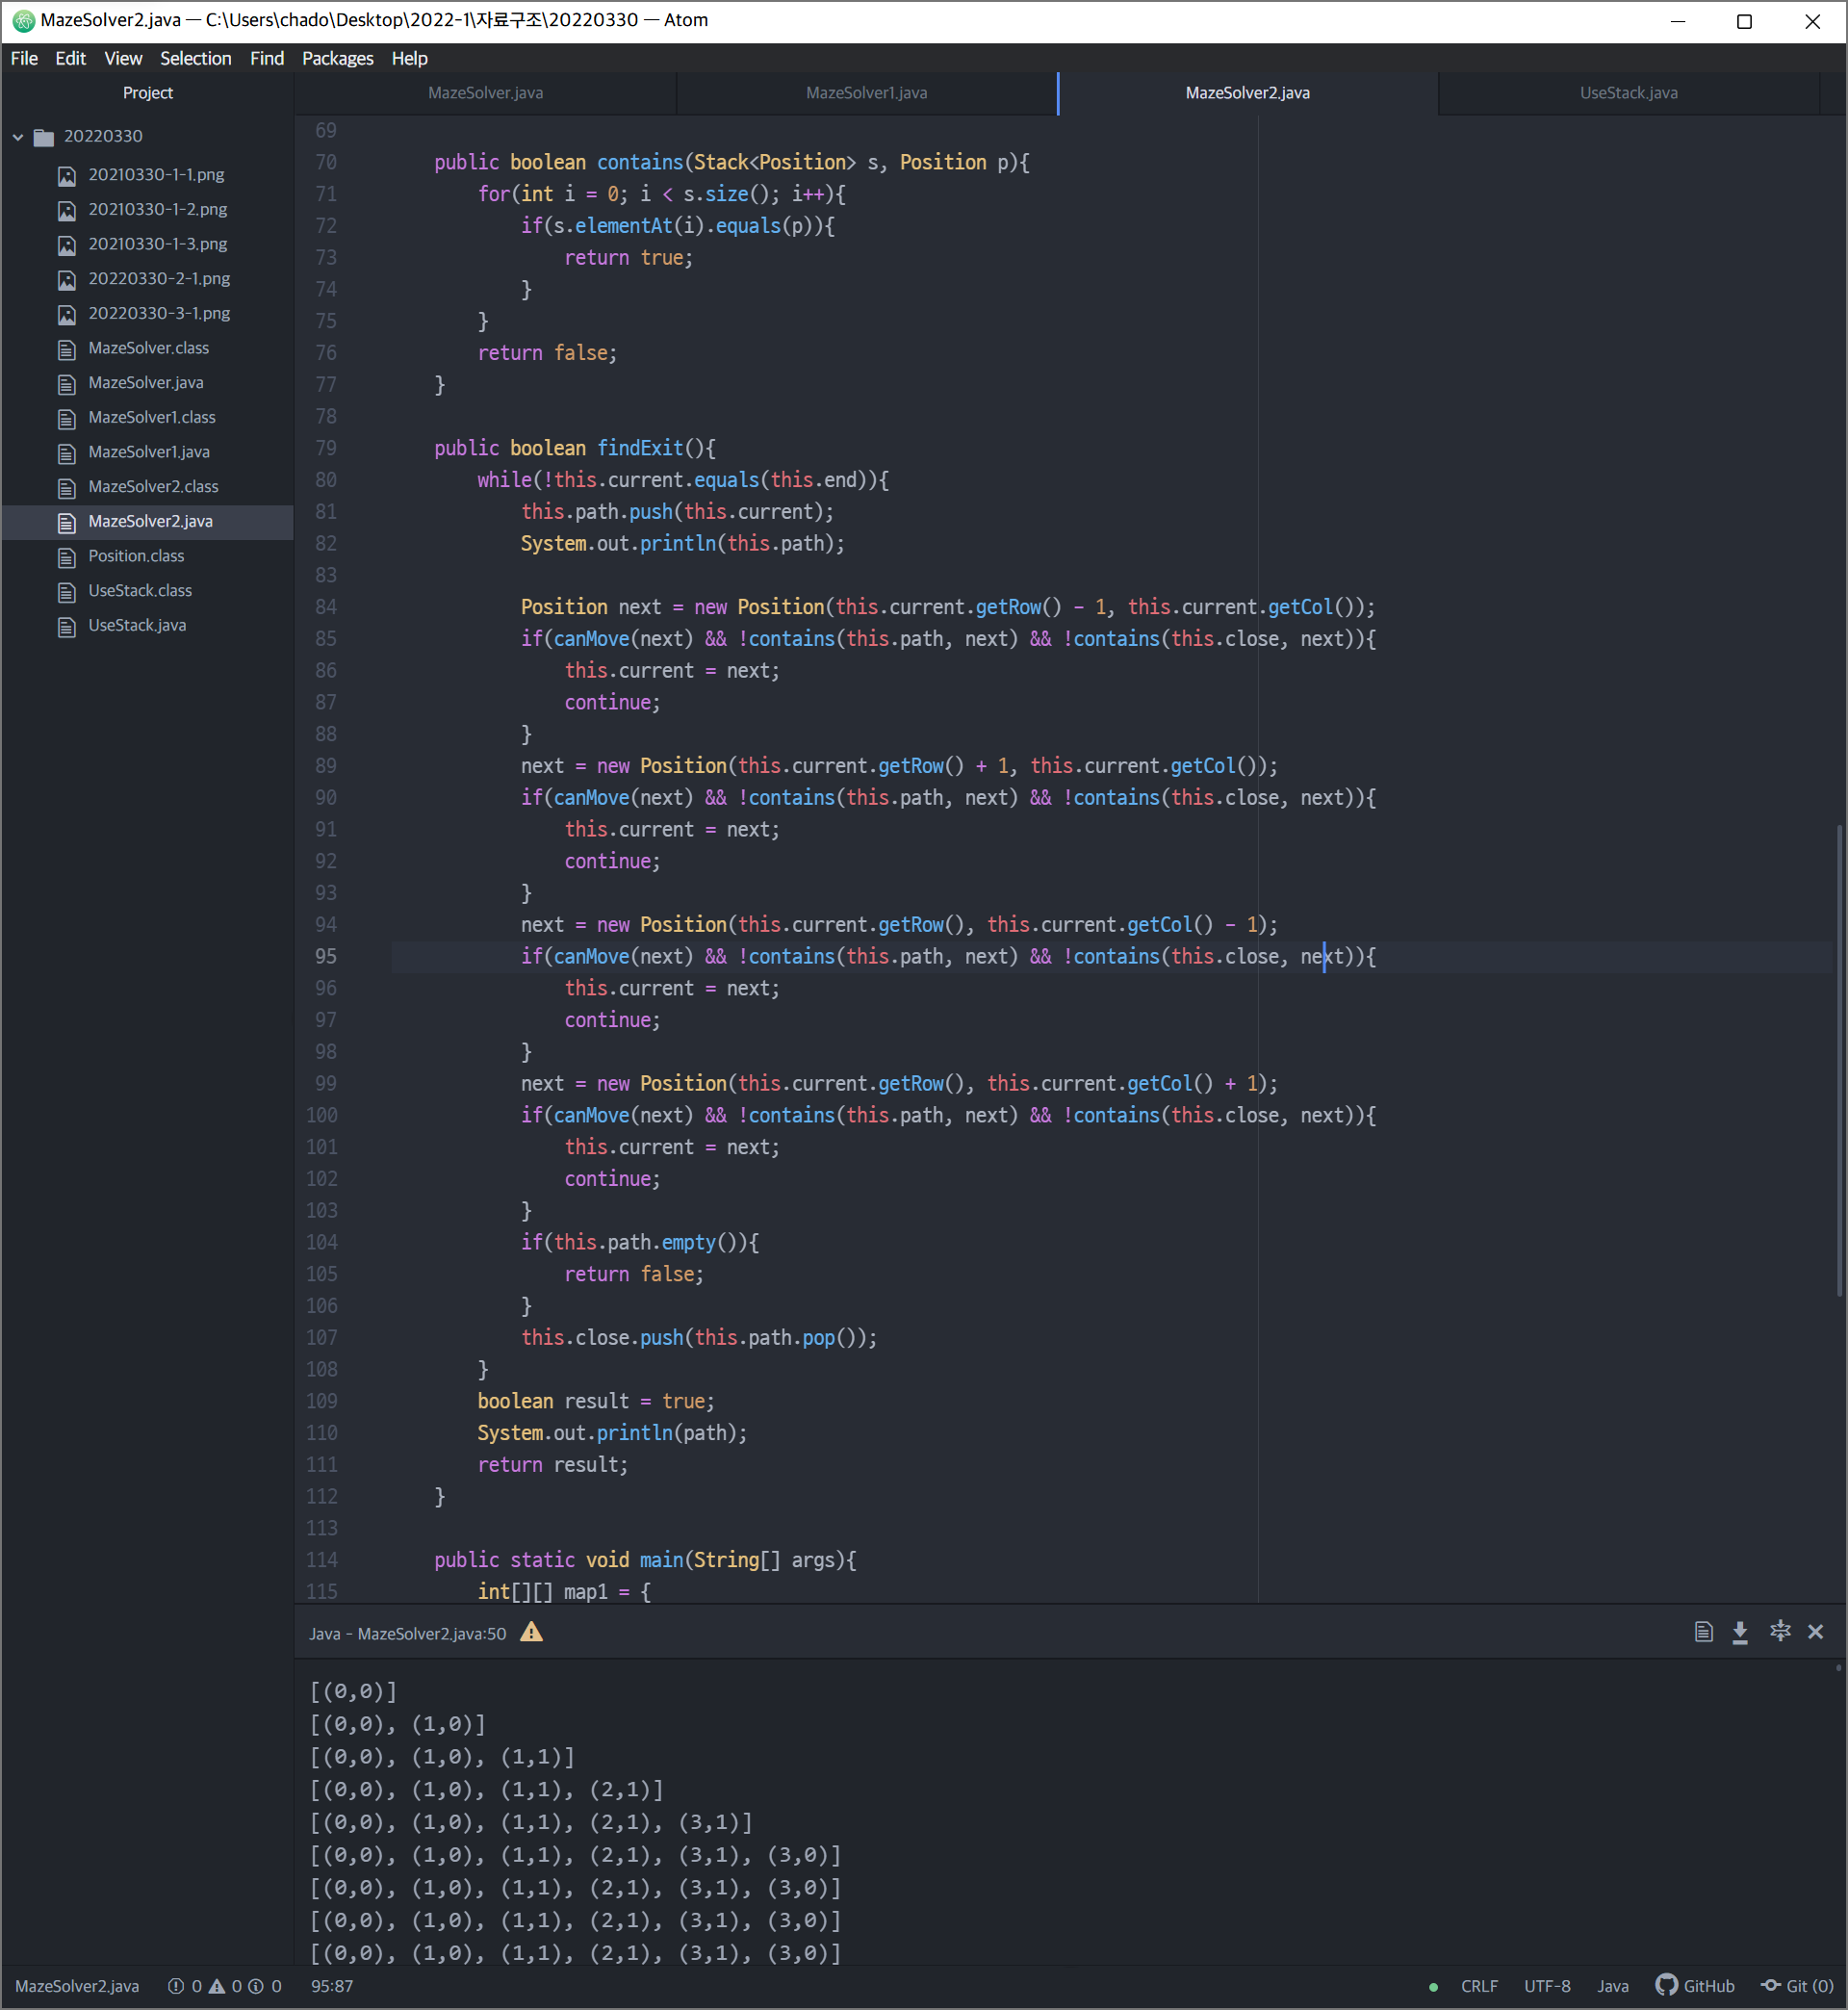 MazeSolver2.java — C:\Users\chado\Desktop\2022-1\자료구조\20220330 — Atom
File Edit View Selection Find Packages Help
Project
MazeSolver.java
MazeSolver1.java
MazeSolver2.java
UseStack.java
20220330
20210330-1-1.png
20210330-1-2.png
20210330-1-3.png
20220330-2-1.png
20220330-3-1.png
MazeSolver.class
MazeSolver.java
MazeSolver1.class
MazeSolver1.java
MazeSolver2.class
MazeSolver2.java
Position.class
UseStack.class
UseStack.java
69
70 public boolean contains(Stack<Position> s, Position p){
71 for(int i = 0; i < s.size(); i++){
72 if(s.elementAt(i).equals(p)){
73 return true;
74 }
75 }
76 return false;
77 }
78
79 public boolean findExit(){
80 while(!this.current.equals(this.end)){
81 this.path.push(this.current);
82 System.out.println(this.path);
83
84 Position next = new Position(this.current.getRow() - 1, this.current.getCol());
85 if(canMove(next) && !contains(this.path, next) && !contains(this.close, next)){
86 this.current = next;
87 continue;
88 }
89 next = new Position(this.current.getRow() + 1, this.current.getCol());
90 if(canMove(next) && !contains(this.path, next) && !contains(this.close, next)){
91 this.current = next;
92 continue;
93 }
94 next = new Position(this.current.getRow(), this.current.getCol() - 1);
95 if(canMove(next) && !contains(this.path, next) && !contains(this.close, next)){
96 this.current = next;
97 continue;
98 }
99 next = new Position(this.current.getRow(), this.current.getCol() + 1);
100 if(canMove(next) && !contains(this.path, next) && !contains(this.close, next)){
101 this.current = next;
102 continue;
103 }
104 if(this.path.empty()){
105 return false;
106 }
107 this.close.push(this.path.pop());
108 }
109 boolean result = true;
110 System.out.println(path);
111 return result;
112 }
113
114 public static void main(String[] args){
115 int[][] map1 = {
Java - MazeSolver2.java:50
[(0,0)]
[(0,0), (1,0)]
[(0,0), (1,0), (1,1)]
[(0,0), (1,0), (1,1), (2,1)]
[(0,0), (1,0), (1,1), (2,1), (3,1)]
[(0,0), (1,0), (1,1), (2,1), (3,1), (3,0)]
[(0,0), (1,0), (1,1), (2,1), (3,1), (3,0)]
[(0,0), (1,0), (1,1), (2,1), (3,1), (3,0)]
[(0,0), (1,0), (1,1), (2,1), (3,1), (3,0)]
MazeSolver2.java 0 0 0 95:87 CRLF UTF-8 Java GitHub Git (0)